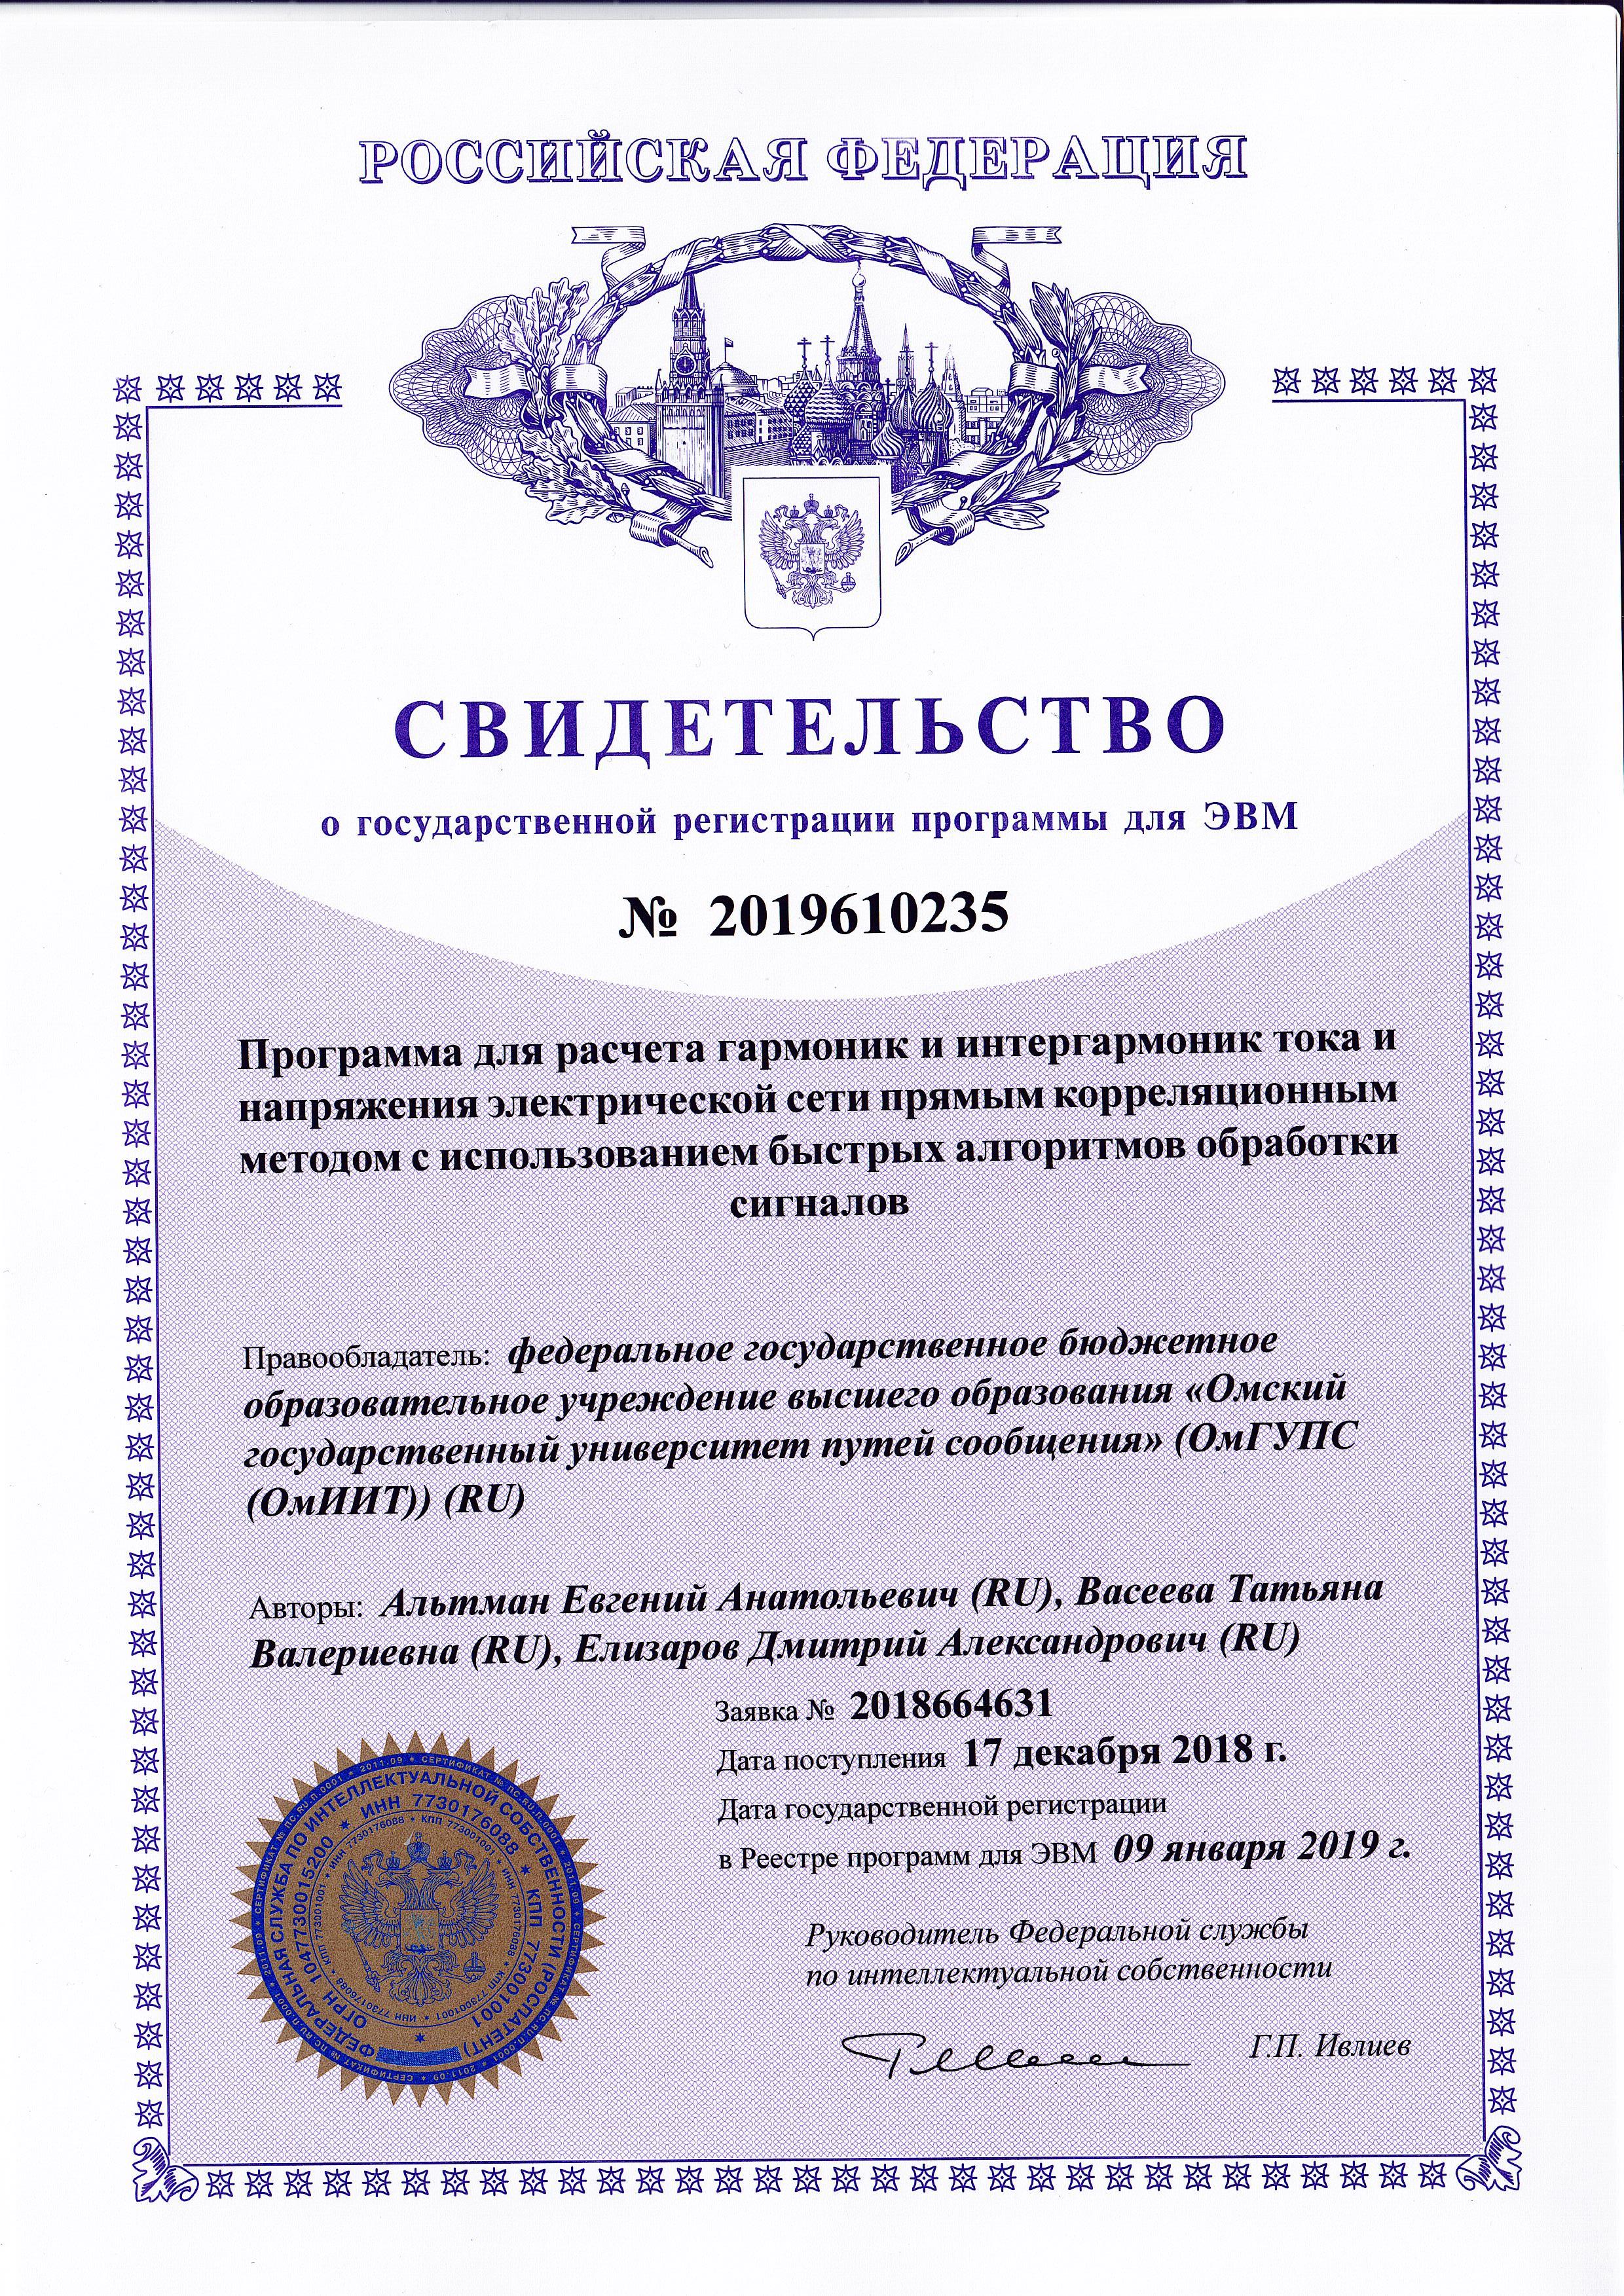 РОССИЙСКАЯ ФЕДЕРАЦИЯ
СВИДЕТЕЛЬСТВО
о государственной регистрации программы для ЭВМ
№ 2019610235
Программа для расчета гармоник и интергармоник тока и
напряжения электрической сети прямым корреляционным
методом с использованием быстрых алгоритмов обработки
сигналов
Правообладатель: федеральное государственное бюджетное
образовательное учреждение высшего образования «Омский
государственный университет путей сообщения» (ОмГУПС
(ОмИИТ)) (RU)
Авторы: Альтман Евгений Анатольевич (RU), Васеева Татьяна
Валериевна (RU), Елизаров Дмитрий Александрович (RU)
Заявка № 2018664631
Дата поступления 17 декабря 2018 г.
Дата государственной регистрации
в Реестре программ для ЭВМ 09 января 2019 г.
Руководитель Федеральной службы
по интеллектуальной собственности
Г.П. Ивлиев
ФЕДЕРАЛЬНАЯ СЛУЖБА ПО ИНТЕЛЛЕКТУАЛЬНОЙ СОБСТВЕННОСТИ (РОСПАТЕНТ)
ОГРН 1047730015200 * ИНН 7730176088 * КПП 773001001 *